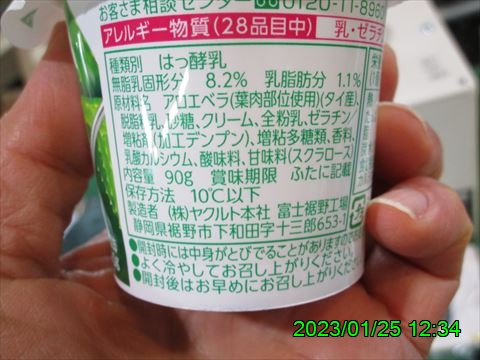 お客さま相談センター 0120-11-8960
アレルギー物質(28品目中) 乳・ゼラチ
種類別 はっ酵乳
無脂乳固形分 8.2% 乳脂肪分 1.1%
原材料名 アロエベラ(葉肉部位使用)(タイ産)、
脱脂粉乳、砂糖、クリーム、全粉乳、ゼラチン/
増粘剤(加工デンプン)、増粘多糖類、香料、
乳酸カルシウム、酸味料、甘味料(スクラロース
内容量 90g 賞味期限 ふたに記載
保存方法 10℃以下
製造者 (株)ヤクルト本社 富士裾野工場
静岡県裾野市下和田字十三郎653-1
●開封時には中身がとびでることがありますので
●よく冷やしてお召し上がりください。
●開封後はお早めにお召し上がりください
2023/01/25 12:34